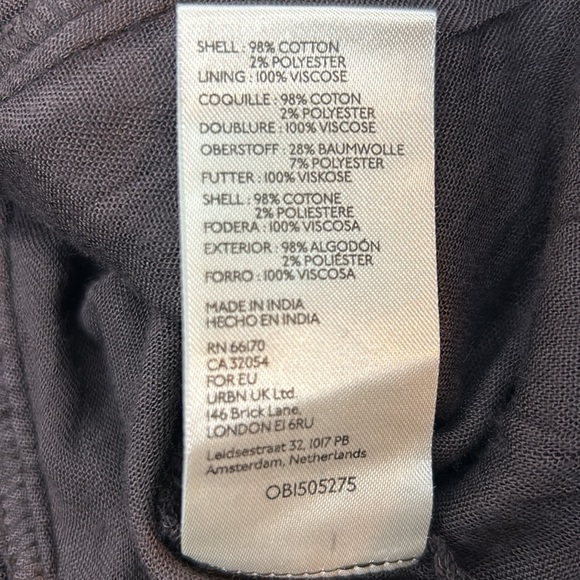 SHELL : 98% COTTON
2% POLYESTER
LINING : 100% VISCOSE
COQUILLE : 98% COTON
2% POLYESTER
DOUBLURE : 100% VISCOSE
OBERSTOFF : 28% BAUMWOLLE
7% POLYESTER
FUTTER : 100% VISKOSE
SHELL : 98% COTONE
2% POLIESTERE
FODERA : 100% VISCOSA
EXTERIOR : 98% ALGODÓN
2% POLIÉSTER
FORRO : 100% VISCOSA
MADE IN INDIA
HECHO EN INDIA
RN 66170
CA 32054
FOR EU
URBN UK Ltd.
146 Brick Lane,
LONDON E1 6RU
Leidsestraat 32, 1017 PB
Amsterdam, Netherlands
OB1505275